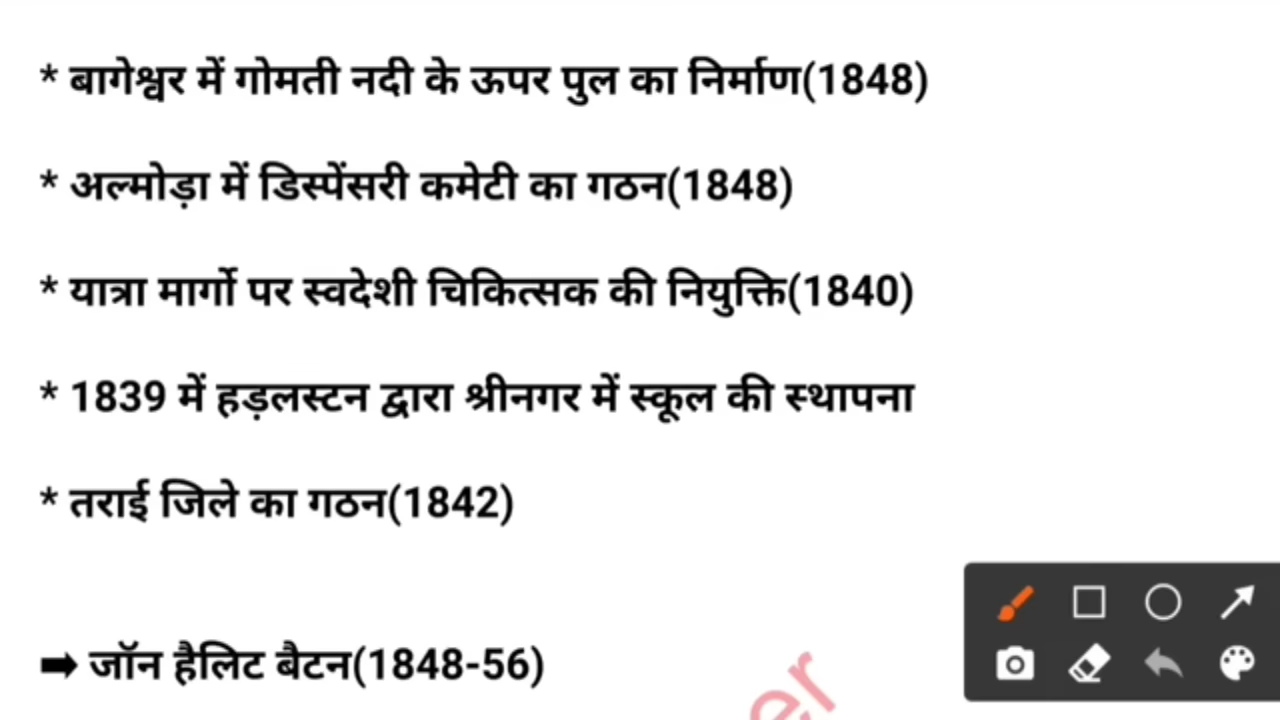 * बागेश्वर में गोमती नदी के ऊपर पुल का निर्माण(1848)
* अल्मोड़ा में डिस्पेंसरी कमेटी का गठन(1848)
* यात्रा मार्गो पर स्वदेशी चिकित्सक की नियुक्ति(1840)
* 1839 में हड़लस्टन द्वारा श्रीनगर में स्कूल की स्थापना
* तराई जिले का गठन(1842)
➡ जॉन हैलिट बैटन(1848-56)